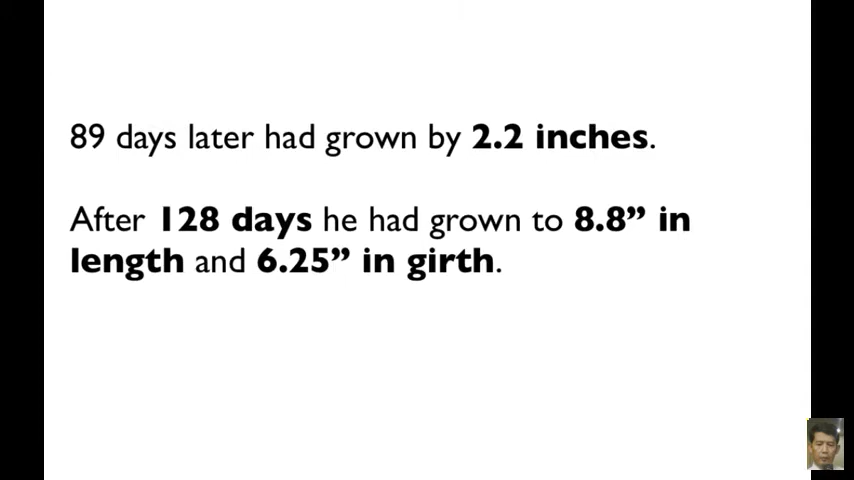 89 days later had grown by 2.2 inches.
After 128 days he had grown to 8.8” in
length and 6.25” in girth.